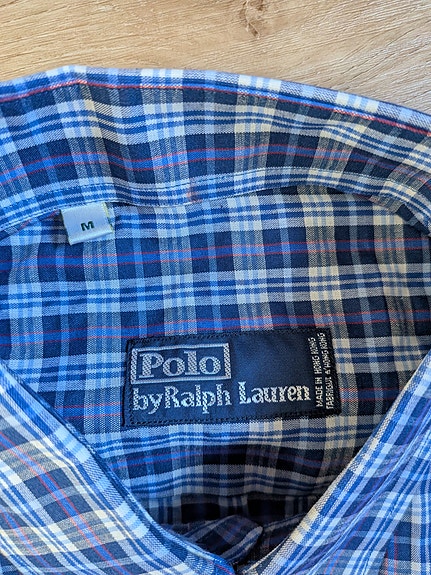 M
Polo
by Ralph Lauren
MADE IN HONG KONG
FABRIQUE A HONG KONG